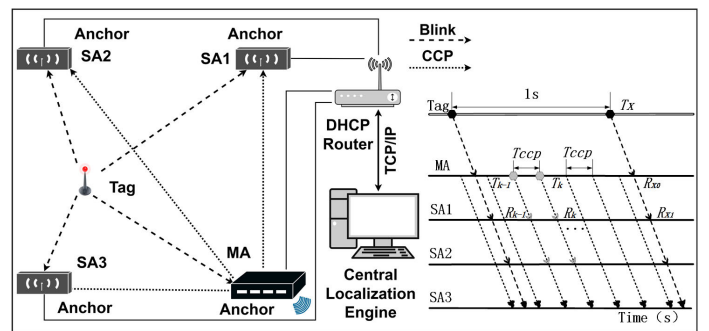 Anchor
SA2
Anchor
SA1
Tag
SA3
Anchor
MA
Anchor
DHCP
Router
TCP/IP
Central
Localization
Engine
Blink
CCP
1s
Tag
Tx
MA
Tccp
Tccp
Tk-1
Tk
Rx0
SA1
Rk-1
Rk
Rx1
...
SA2
SA3
Time (s)